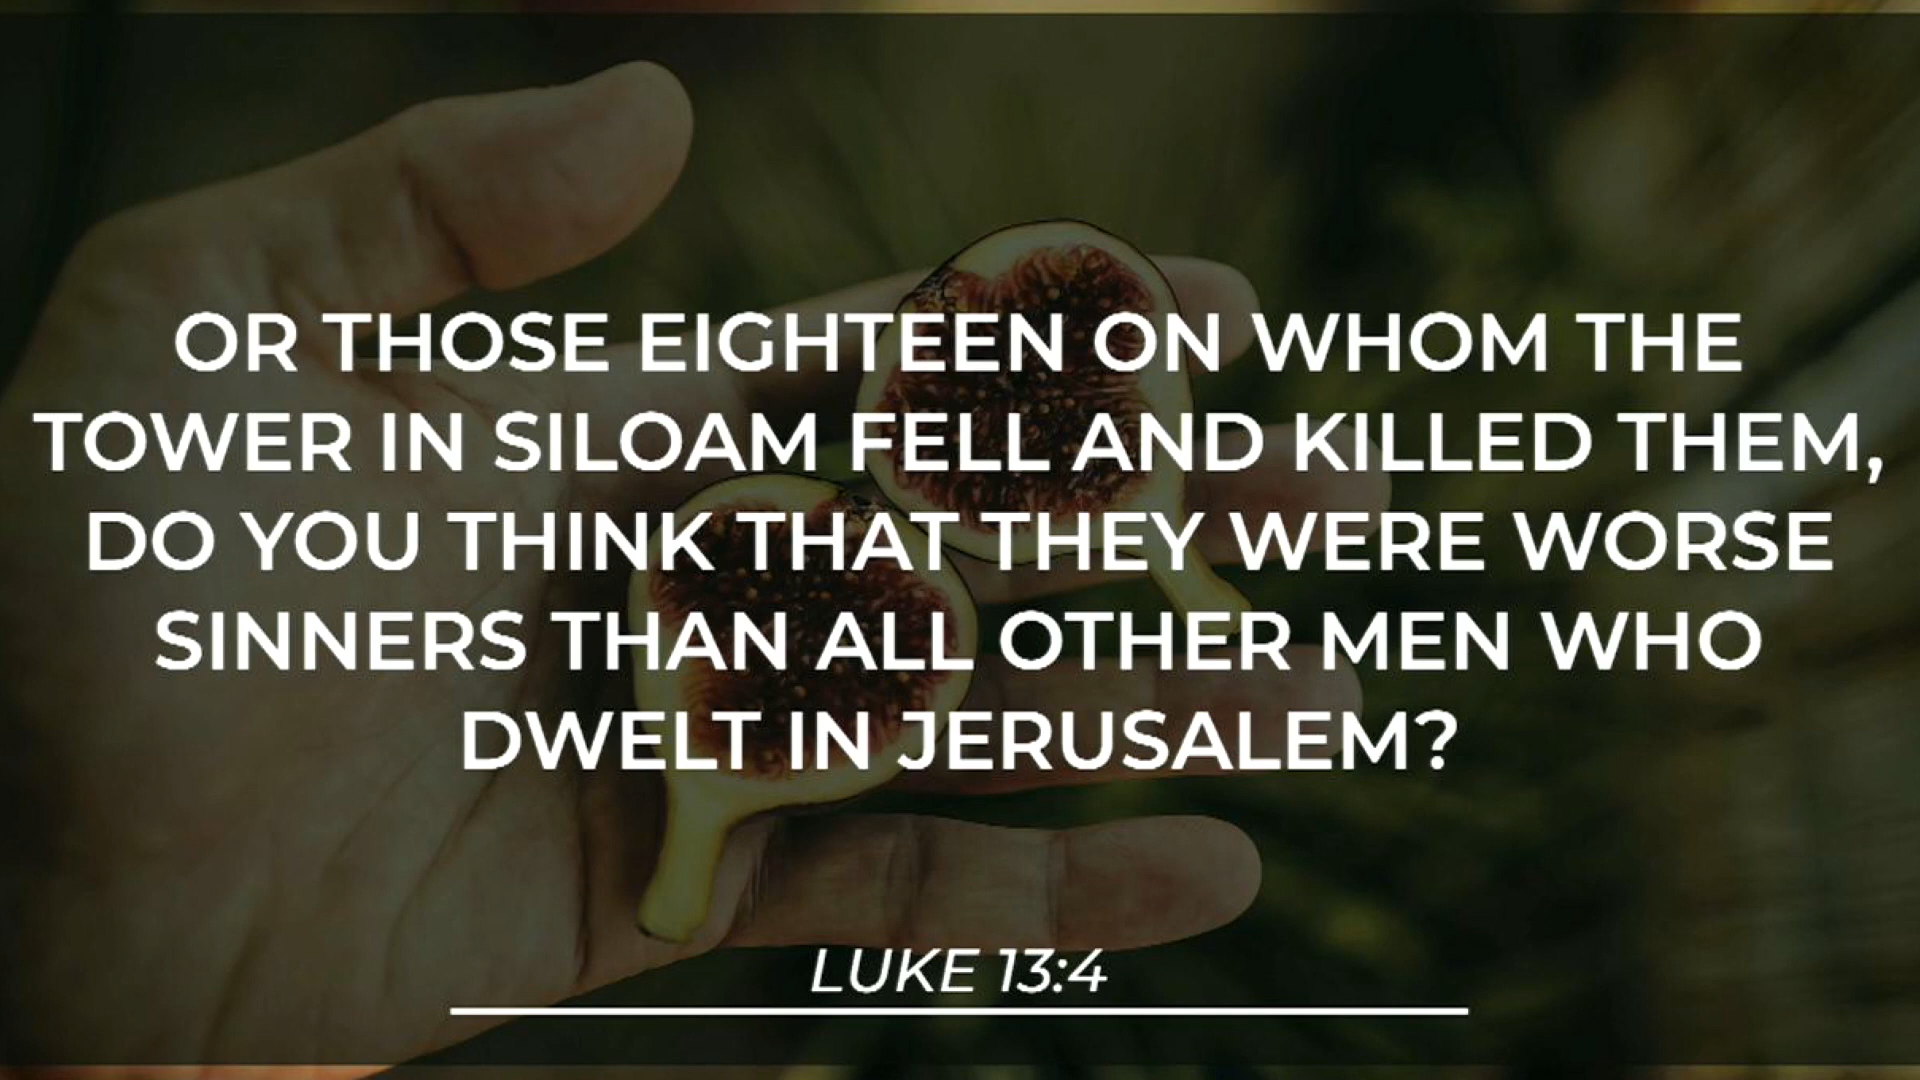 OR THOSE EIGHTEEN ON WHOM THE
TOWER IN SILOAM FELL AND KILLED THEM,
DO YOU THINK THAT THEY WERE WORSE
SINNERS THAN ALL OTHER MEN WHO
DWELT IN JERUSALEM?
LUKE 13:4